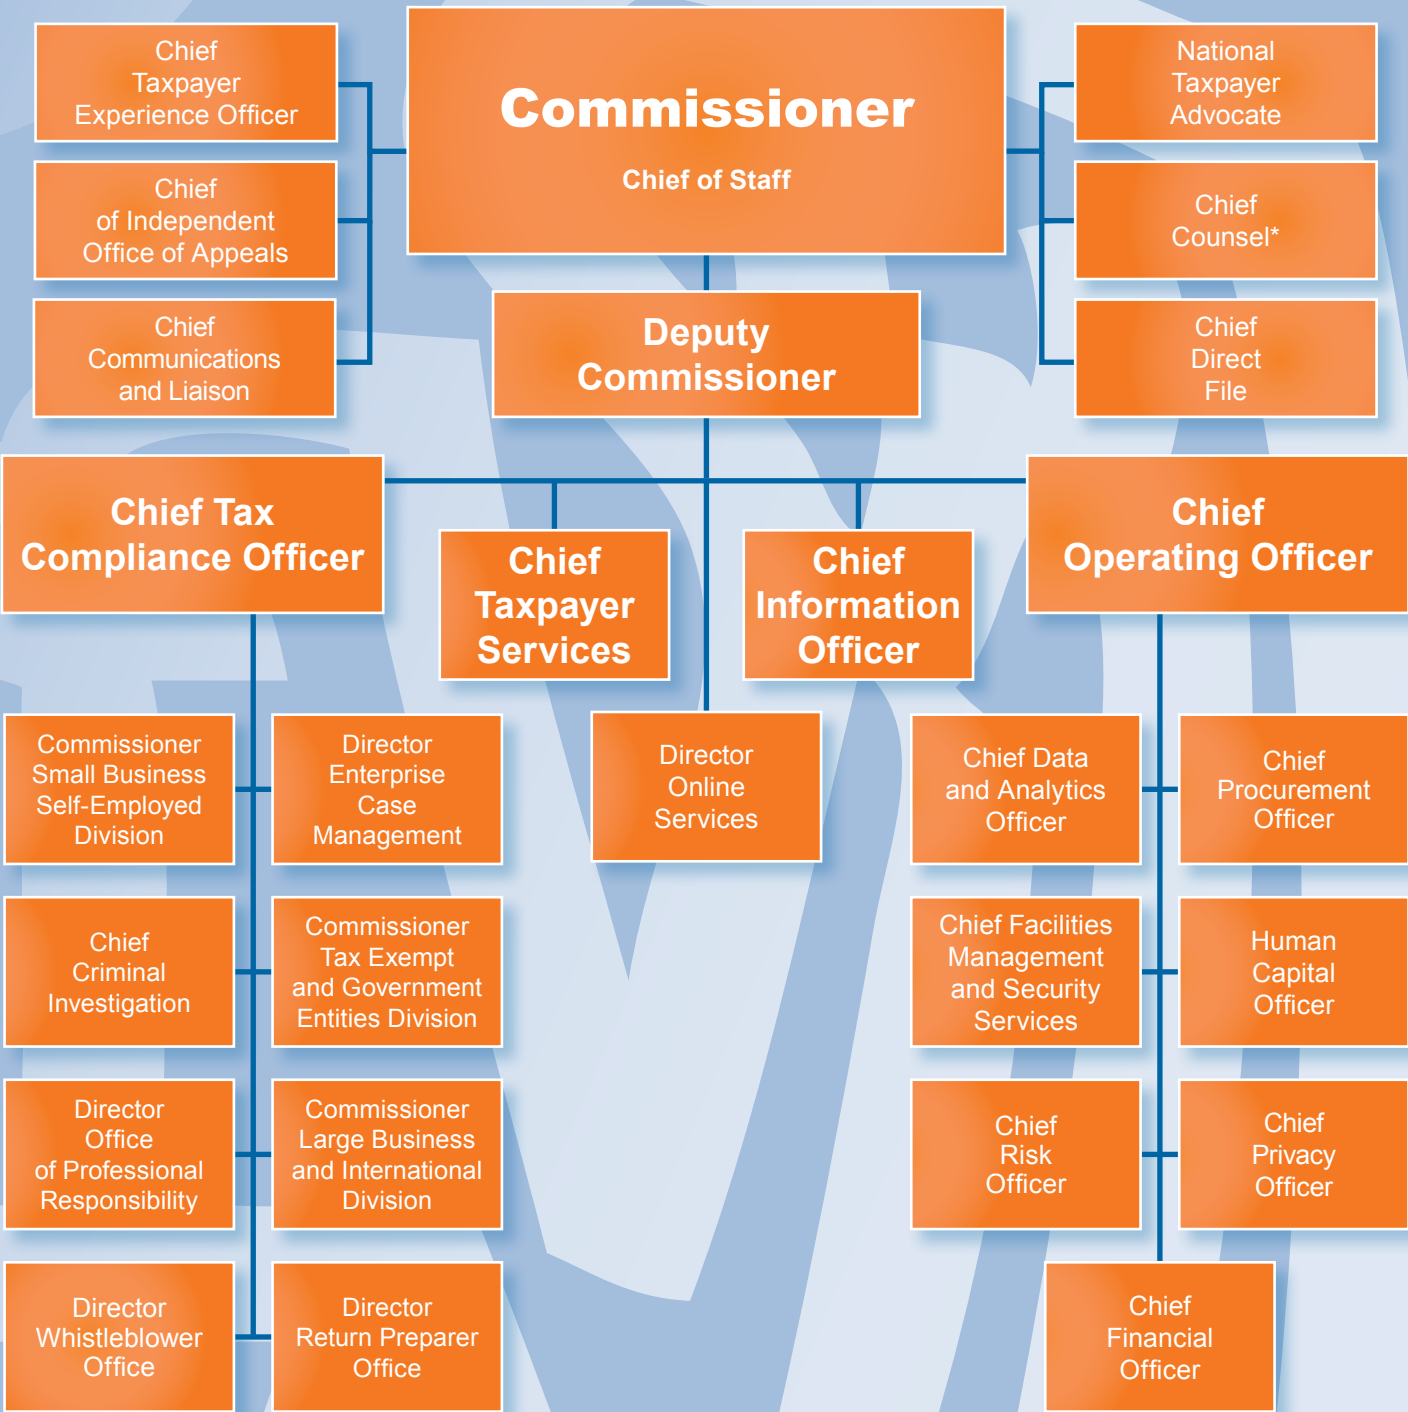 Chief
Taxpayer
Experience Officer
Commissioner
Chief of Staff
National
Taxpayer
Advocate
Chief
of Independent
Office of Appeals
Chief
Counsel*
Chief
Communications
and Liaison
Deputy
Commissioner
Chief
Direct
File
Chief Tax
Compliance Officer
Chief
Taxpayer
Services
Chief
Information
Officer
Chief
Operating Officer
Commissioner
Small Business
Self-Employed
Division
Director
Enterprise
Case
Management
Director
Online
Services
Chief Data
and Analytics
Officer
Chief
Procurement
Officer
Chief
Criminal
Investigation
Commissioner
Tax Exempt
and Government
Entities Division
Chief Facilities
Management
and Security
Services
Human
Capital
Officer
Director
Office
of Professional
Responsibility
Commissioner
Large Business
and International
Division
Chief
Risk
Officer
Chief
Privacy
Officer
Director
Whistleblower
Office
Director
Return Preparer
Office
Chief
Financial
Officer